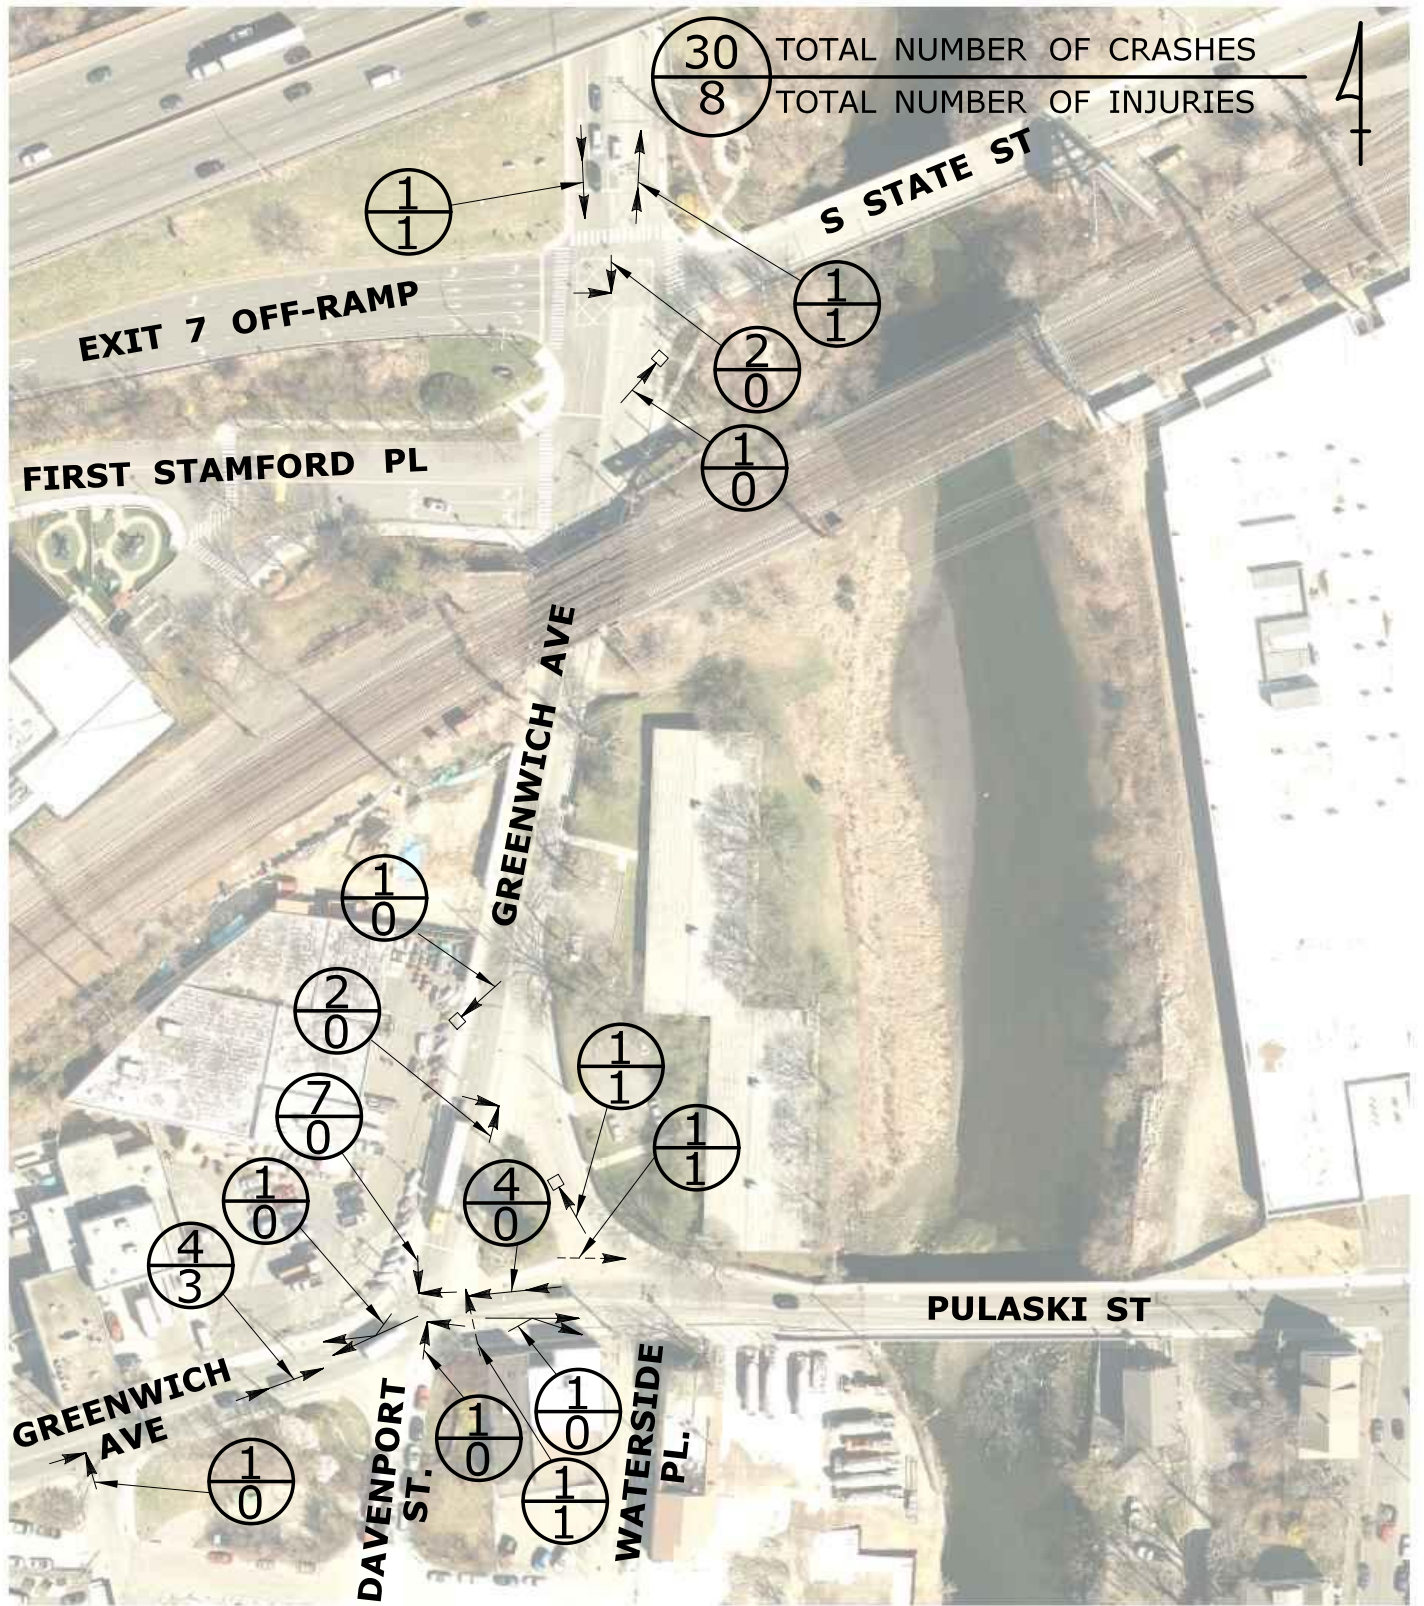 30 TOTAL NUMBER OF CRASHES
8 TOTAL NUMBER OF INJURIES
S STATE ST
1
1
1
1
EXIT 7 OFF-RAMP
2
0
1
0
FIRST STAMFORD PL
GREENWICH AVE
1
0
2
0
1
1
7
0
1
1
4
0
1
0
4
3
PULASKI ST
GREENWICH
AVE
DAVENPORT
ST.
1
0
1
0
WATERSIDE
PL.
1
0
1
1